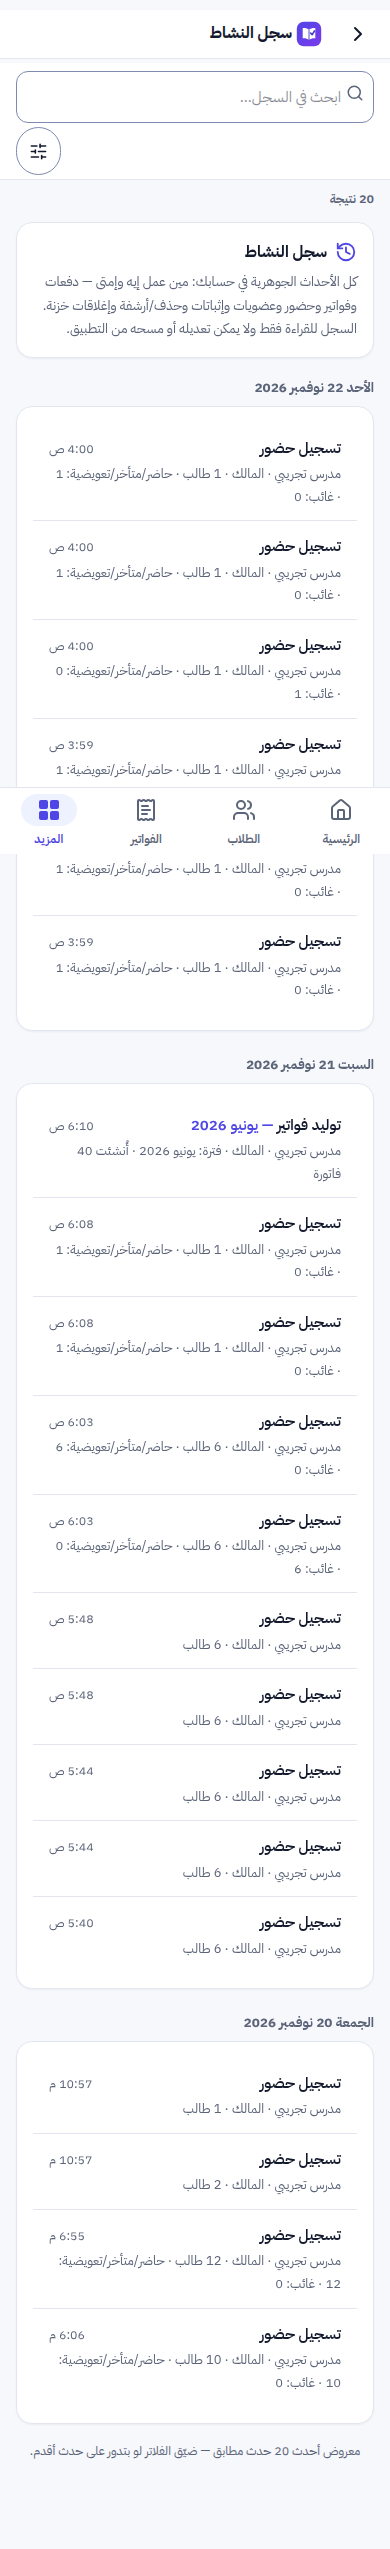 سجل النشاط
ابحث في السجل...
20 نتيجة
سجل النشاط
كل الأحداث الجوهرية في حسابك: مين عمل إيه وإمتى — دفعات
وفواتير وحضور وعضويات وإثباتات وحذف/أرشفة وإغلاقات خزنة.
السجل للقراءة فقط ولا يمكن تعديله أو مسحه من التطبيق.
الأحد 22 نوفمبر 2026
تسجيل حضور 4:00 ص
مدرس تجريبي · المالك · 1 طالب · حاضر/متأخر/تعويضية: 1
· غائب: 0
تسجيل حضور 4:00 ص
مدرس تجريبي · المالك · 1 طالب · حاضر/متأخر/تعويضية: 1
· غائب: 0
تسجيل حضور 4:00 ص
مدرس تجريبي · المالك · 1 طالب · حاضر/متأخر/تعويضية: 0
· غائب: 1
تسجيل حضور 3:59 ص
مدرس تجريبي · المالك · 1 طالب · حاضر/متأخر/تعويضية: 1
الرئيسية الطلاب الفواتير المزيد
مدرس تجريبي · المالك · 1 طالب · حاضر/متأخر/تعويضية: 1
· غائب: 0
تسجيل حضور 3:59 ص
مدرس تجريبي · المالك · 1 طالب · حاضر/متأخر/تعويضية: 1
· غائب: 0
السبت 21 نوفمبر 2026
توليد فواتير — يونيو 2026 6:10 ص
مدرس تجريبي · المالك · فترة: يونيو 2026 · أُنشئت 40
فاتورة
تسجيل حضور 6:08 ص
مدرس تجريبي · المالك · 1 طالب · حاضر/متأخر/تعويضية: 1
· غائب: 0
تسجيل حضور 6:08 ص
مدرس تجريبي · المالك · 1 طالب · حاضر/متأخر/تعويضية: 1
· غائب: 0
تسجيل حضور 6:03 ص
مدرس تجريبي · المالك · 6 طالب · حاضر/متأخر/تعويضية: 6
· غائب: 0
تسجيل حضور 6:03 ص
مدرس تجريبي · المالك · 6 طالب · حاضر/متأخر/تعويضية: 0
· غائب: 6
تسجيل حضور 5:48 ص
مدرس تجريبي · المالك · 6 طالب
تسجيل حضور 5:48 ص
مدرس تجريبي · المالك · 6 طالب
تسجيل حضور 5:44 ص
مدرس تجريبي · المالك · 6 طالب
تسجيل حضور 5:44 ص
مدرس تجريبي · المالك · 6 طالب
تسجيل حضور 5:40 ص
مدرس تجريبي · المالك · 6 طالب
الجمعة 20 نوفمبر 2026
تسجيل حضور 10:57 م
مدرس تجريبي · المالك · 1 طالب
تسجيل حضور 10:57 م
مدرس تجريبي · المالك · 2 طالب
تسجيل حضور 6:55 م
مدرس تجريبي · المالك · 12 طالب · حاضر/متأخر/تعويضية:
12 · غائب: 0
تسجيل حضور 6:06 م
مدرس تجريبي · المالك · 10 طالب · حاضر/متأخر/تعويضية:
10 · غائب: 0
معروض أحدث 20 حدث مطابق — ضيّق الفلاتر لو بتدور على حدث أقدم.